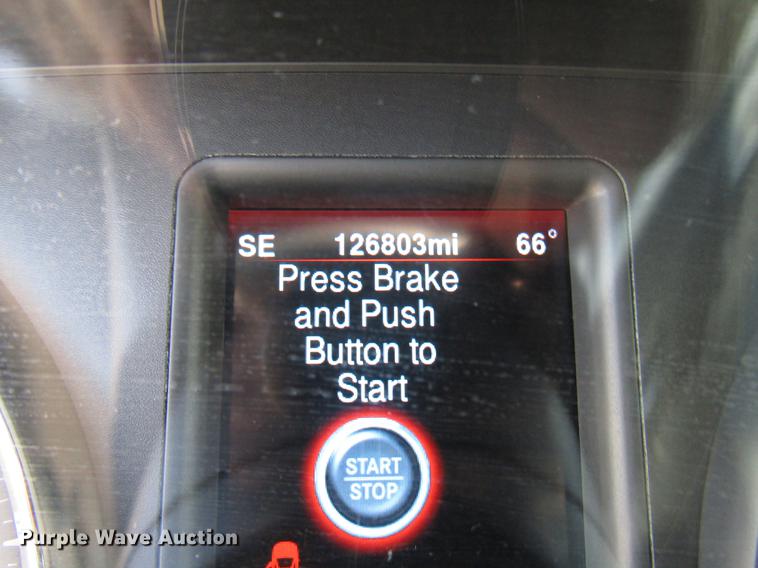 SE 126803mi 66°
Press Brake
and Push
Button to
Start
START
STOP
Purple Wave Auction